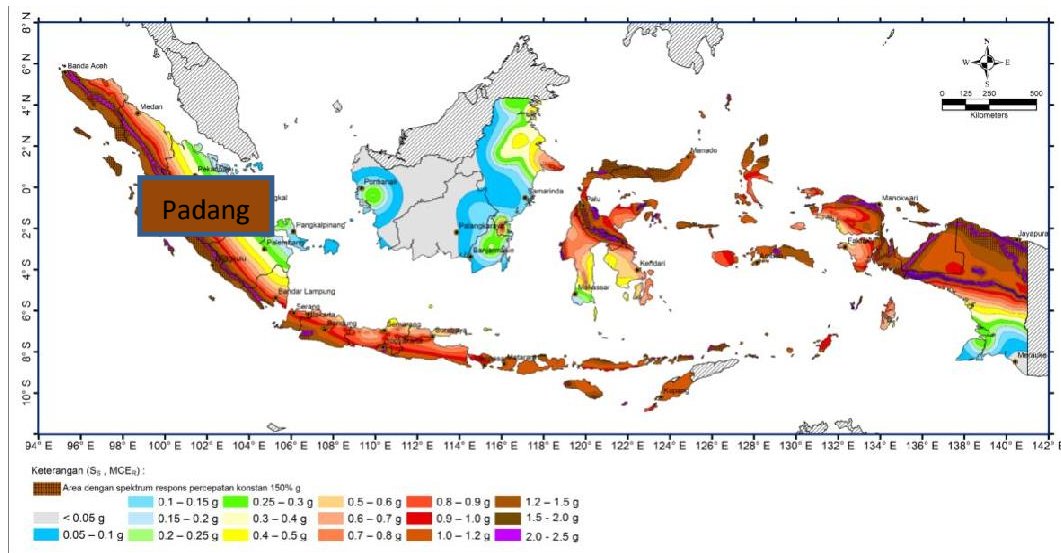 8° N
6° N
4° N
2° N
0°
2° S
4° S
6° S
8° S
10° S
Banda Aceh
Medan
Padang
Pangkalpinang
Palembang
Bandar Lampung
Serang
Bandung
Semarang
Pontianak
Samarinda
Makassar
Palu
Kendari
Manado
Kupang
Manokwari
Jayapura
Merauke
N
W E
S
0 125 250 500
Kilometers
94° E 96° E 98° E 100° E 102° E 104° E 106° E 108° E 110° E 112° E 114° E 116° E 118° E 120° E 122° E 124° E 126° E 128° E 130° E 132° E 134° E 136° E 138° E 140° E 142° E
Keterangan (SS , MCER) :
Area dengan spektrum respons percepatan konstan 150% g
< 0.05 g
0.05 – 0.1 g
0.1 – 0.15 g
0.15 – 0.2 g
0.2 – 0.25 g
0.25 – 0.3 g
0.3 – 0.4 g
0.4 – 0.5 g
0.5 – 0.6 g
0.6 – 0.7 g
0.7 – 0.8 g
0.8 – 0.9 g
0.9 – 1.0 g
1.0 – 1.2 g
1.2 – 1.5 g
1.5 – 2.0 g
2.0 – 2.5 g